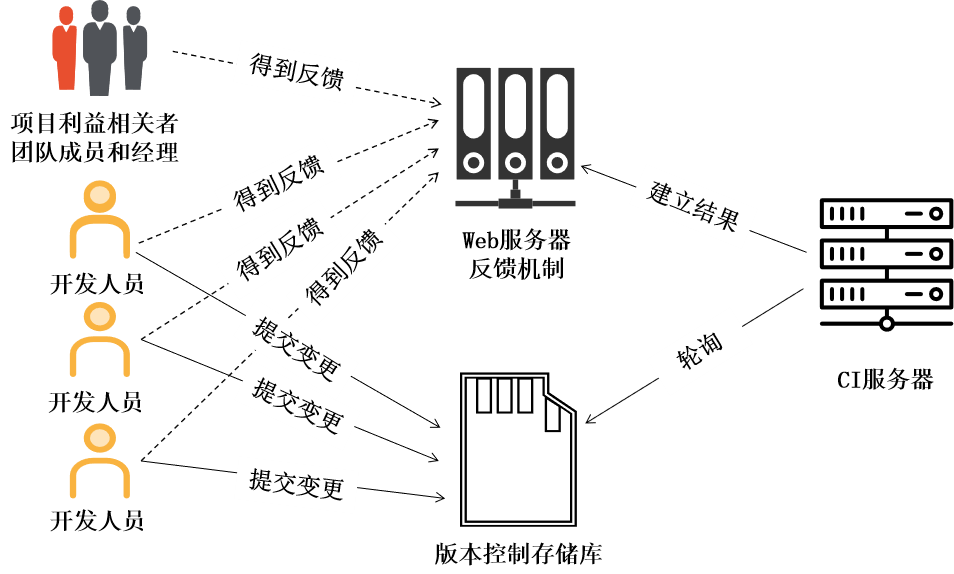 得到反馈
项目利益相关者
团队成员和经理
得到反馈
建立结果
得到反馈
Web服务器
反馈机制
得到反馈
开发人员
提交变更
轮询
CI服务器
开发人员
提交变更
提交变更
开发人员
版本控制存储库